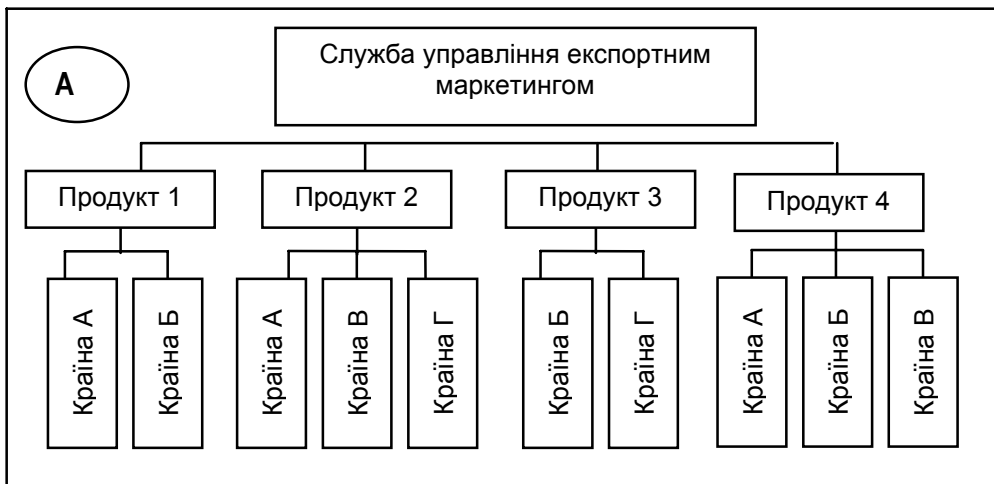 А
Служба управління експортним
маркетингом
Продукт 1
Продукт 2
Продукт 3
Продукт 4
Країна А
Країна Б
Країна А
Країна В
Країна Г
Країна Б
Країна Г
Країна А
Країна Б
Країна В